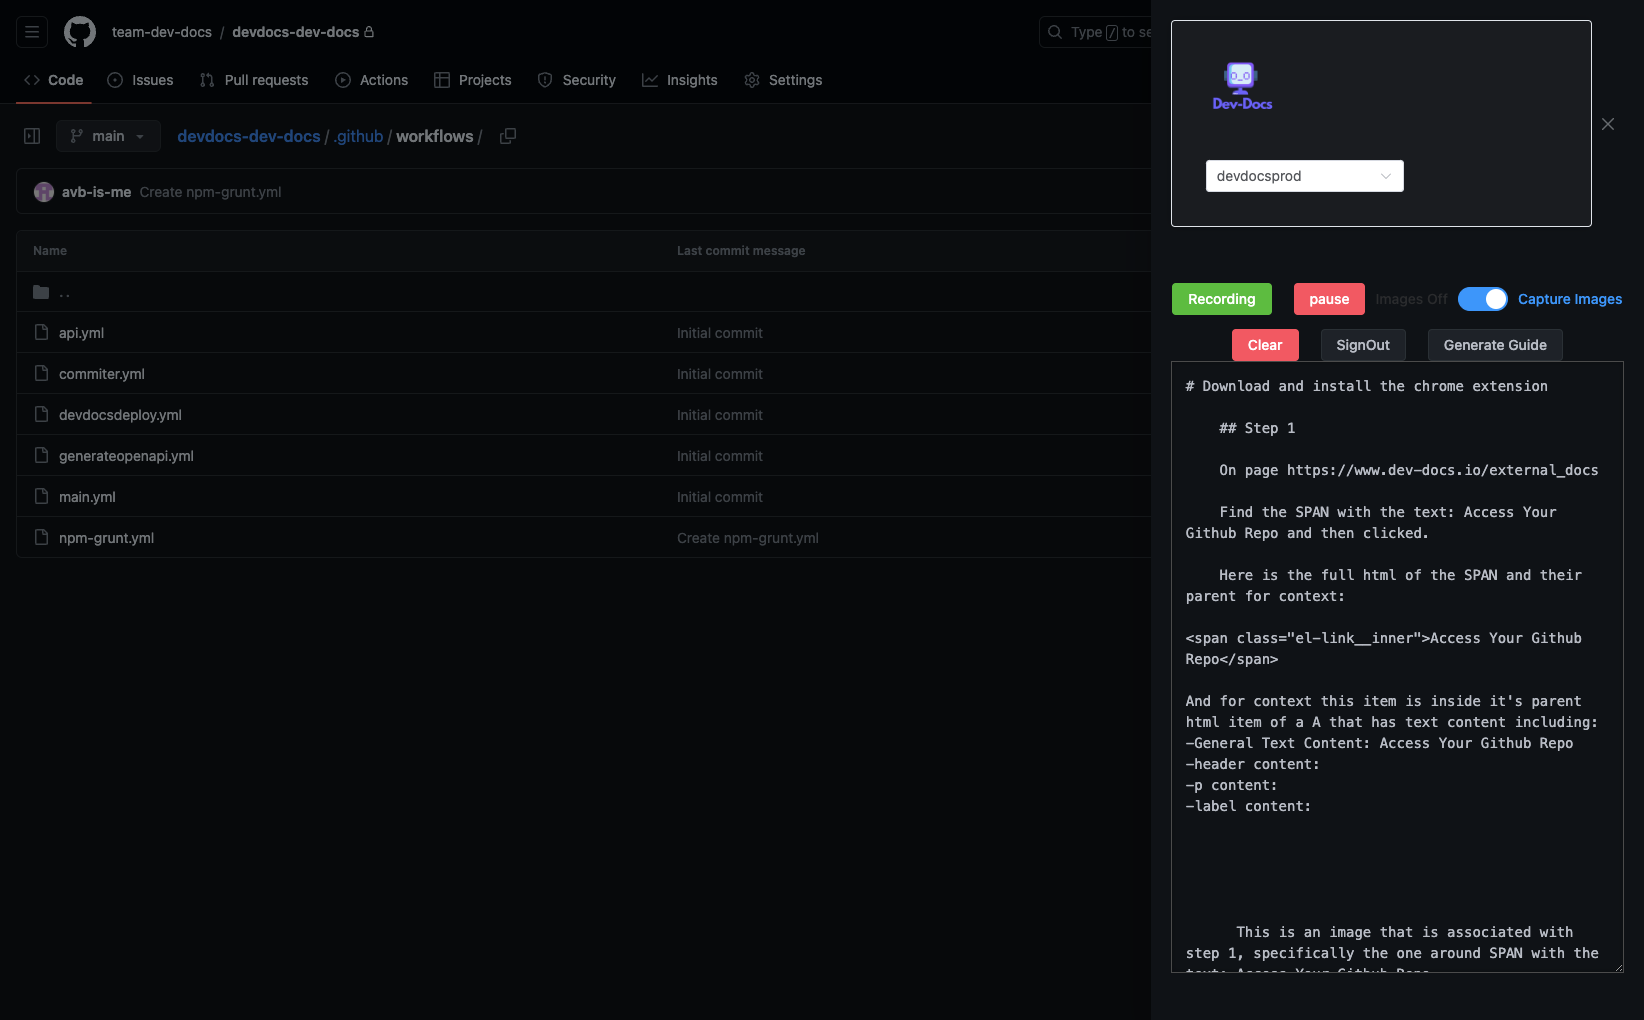 team-dev-docs / devdocs-dev-docs
Type / to se
Code Issues Pull requests Actions Projects Security Insights Settings
main devdocs-dev-docs / .github / workflows /
avb-is-me Create npm-grunt.yml
Name Last commit message
..
api.yml Initial commit
commiter.yml Initial commit
devdocsdeploy.yml Initial commit
generateopenapi.yml Initial commit
main.yml Initial commit
npm-grunt.yml Create npm-grunt.yml
Dev-Docs
devdocsprod
Recording pause Images Off Capture Images
Clear SignOut Generate Guide
# Download and install the chrome extension
## Step 1
On page https://www.dev-docs.io/external_docs
Find the SPAN with the text: Access Your
Github Repo and then clicked.
Here is the full html of the SPAN and their
parent for context:
<span class="el-link__inner">Access Your Github
Repo</span>
And for context this item is inside it's parent
html item of a A that has text content including:
-General Text Content: Access Your Github Repo
-header content:
-p content:
-label content:
This is an image that is associated with
step 1, specifically the one around SPAN with the
text: Access Your Github Repo